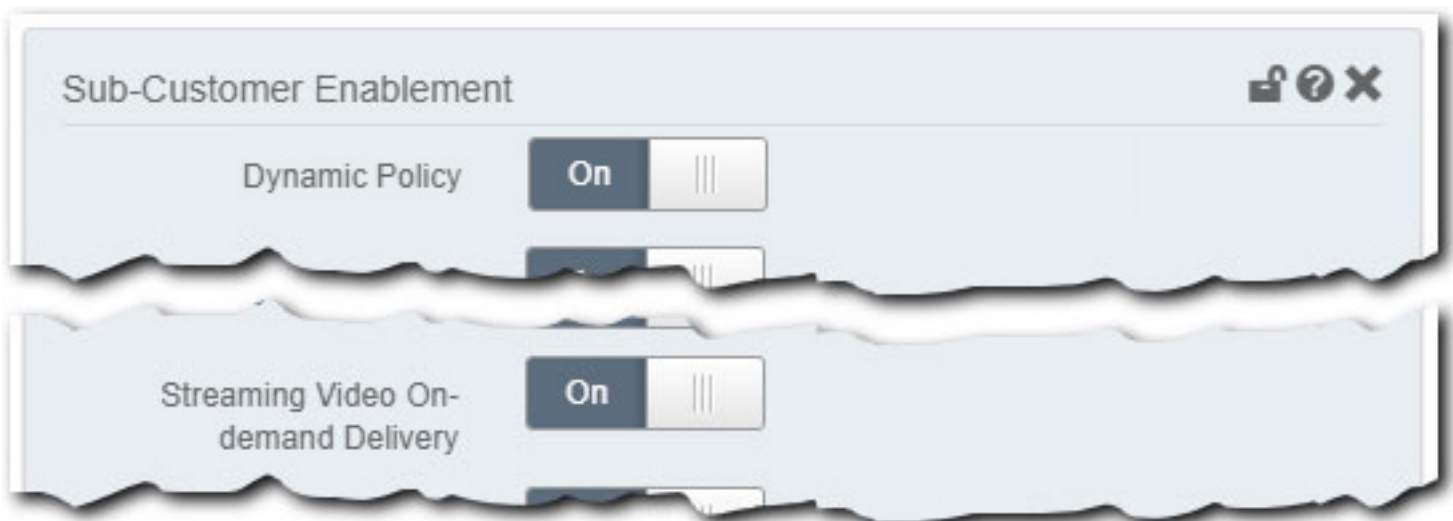 Sub-Customer Enablement
Dynamic Policy
On
Streaming Video On-
demand Delivery
On